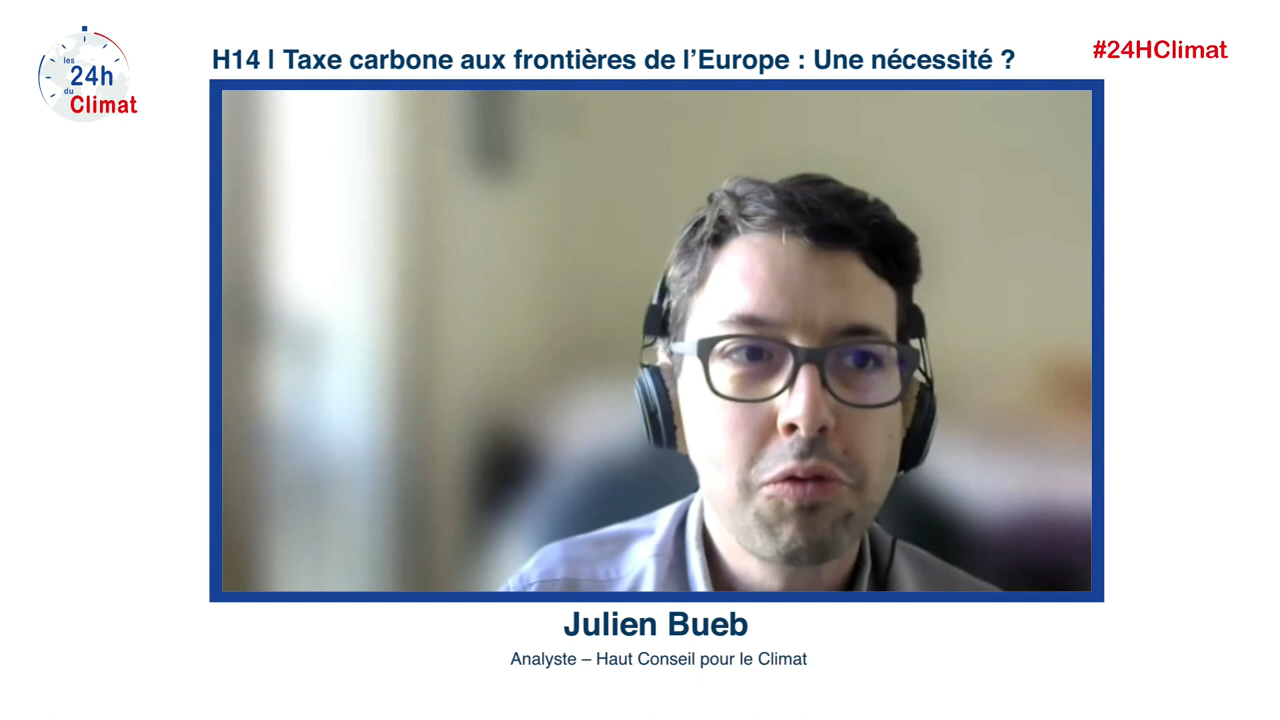 les
24h
du
Climat
H14 | Taxe carbone aux frontières de l'Europe : Une nécessité ?
#24HClimat
Julien Bueb
Analyste – Haut Conseil pour le Climat